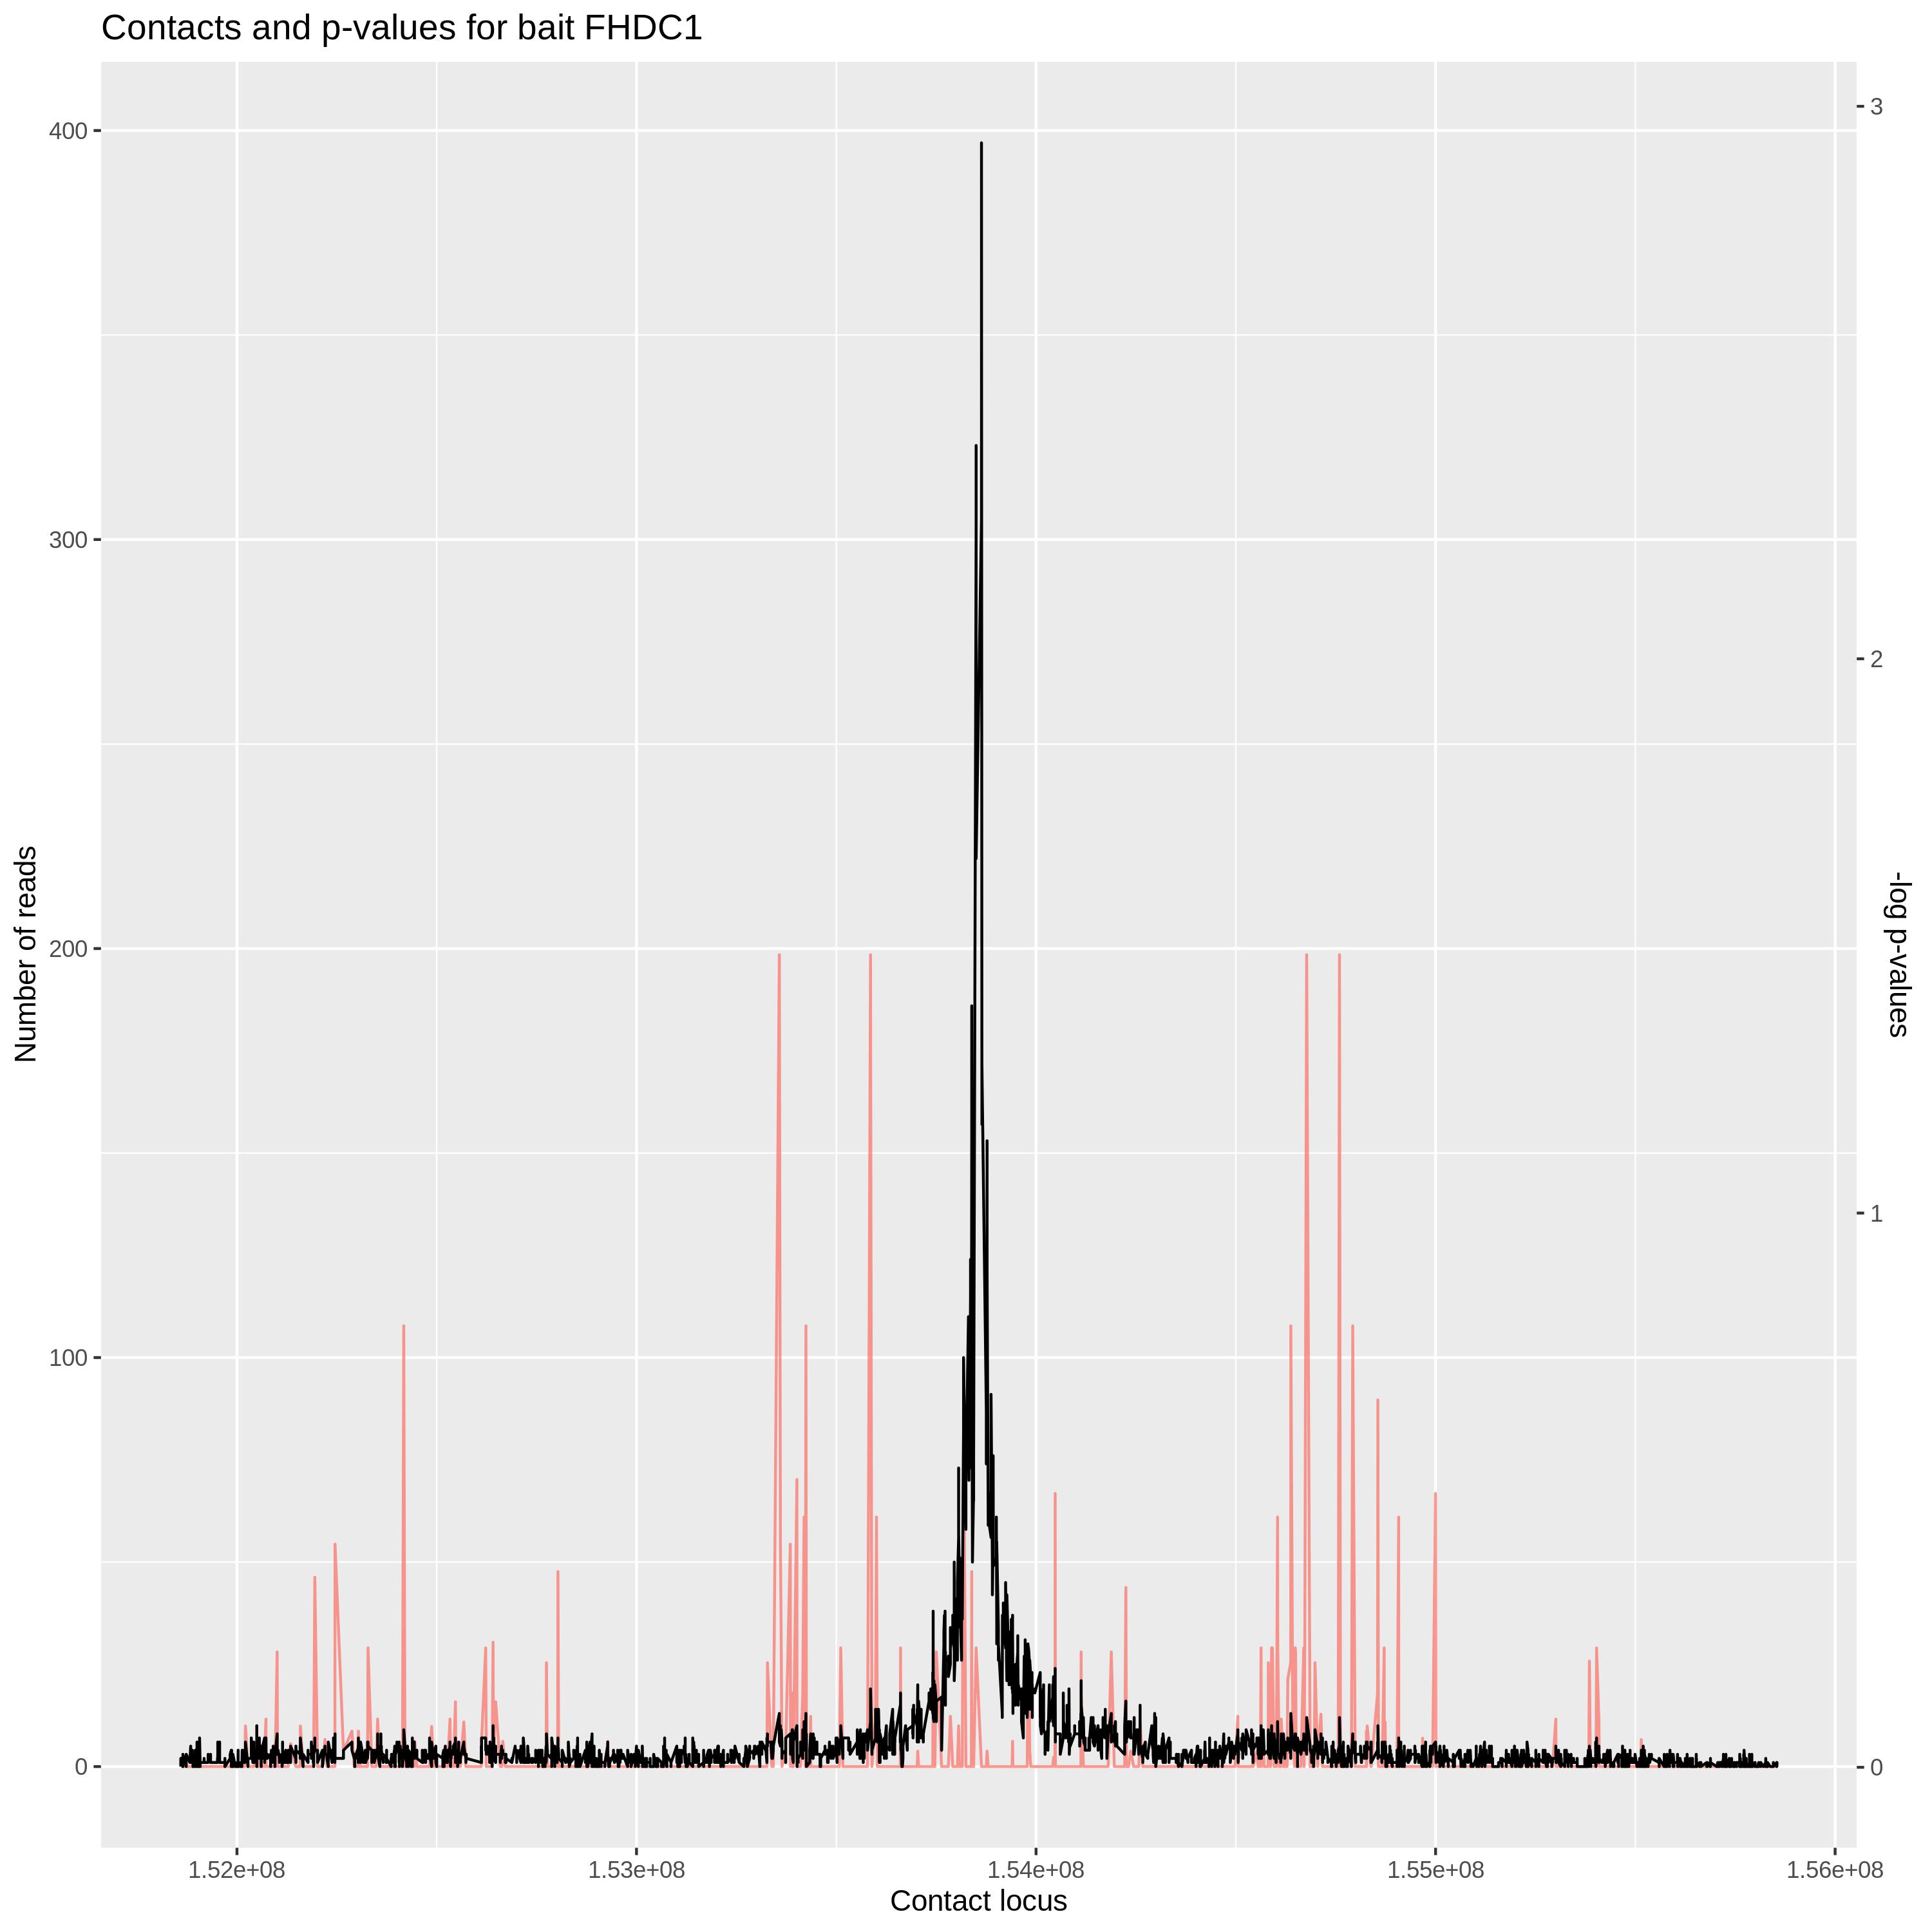 Contacts and p-values for bait FHDC1
400
300
200
100
0
Number of reads
3
2
1
0
-log p-values
1.52e+08
1.53e+08
1.54e+08
1.55e+08
1.56e+08
Contact locus